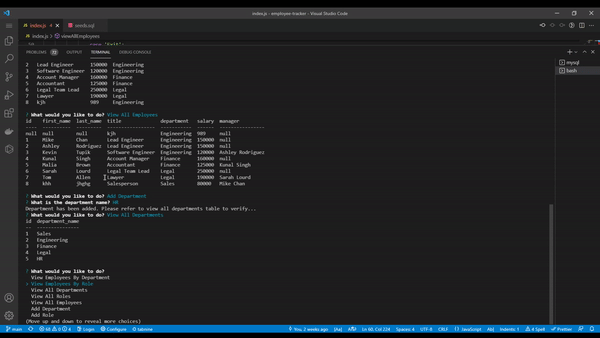 index.js - employee-tracker - Visual Studio Code
index.js 4
seeds.sql
index.js > viewAllEmployees
PROBLEMS
OUTPUT
TERMINAL
DEBUG CONSOLE
mysql
bash
2 Lead Engineer 150000 Engineering
3 Software Engineer 120000 Engineering
4 Account Manager 160000 Finance
5 Accountant 125000 Finance
6 Legal Team Lead 250000 Legal
7 Lawyer 190000 Legal
8 kjh 989 Engineering
? What would you like to do? View All Employees
id first_name last_name title department salary manager
null null null kjh Engineering 989 null
1 Mike Chan Lead Engineer Engineering 150000 null
2 Ashley Rodriguez Lead Engineer Engineering 150000 null
3 Kevin Tupik Software Engineer Engineering 120000 Ashley Rodriguez
4 Kunal Singh Account Manager Finance 160000 null
5 Malia Brown Accountant Finance 125000 Kunal Singh
6 Sarah Lourd Legal Team Lead Legal 250000 null
7 Tom Allen Lawyer Legal 190000 Sarah Lourd
8 khh jhghg Salesperson Sales 80000 Mike Chan
? What would you like to do? Add Department
? What is the department name? HR
Department has been added. Please refer to view all departments table to verify...
? What would you like to do? View All Departments
id department_name
1 Sales
2 Engineering
3 Finance
4 Legal
5 HR
? What would you like to do?
View Employees By Department
> View Employees By Role
View All Departments
View All Roles
View All Employees
Add Department
Add Role
(Move up and down to reveal more choices)
main
Login
Configure
tabnine
You, 2 weeks ago
Ln 60, Col 224
Spaces: 4
UTF-8
CRLF
JavaScript
Indents: 1
4 Spell
Prettier